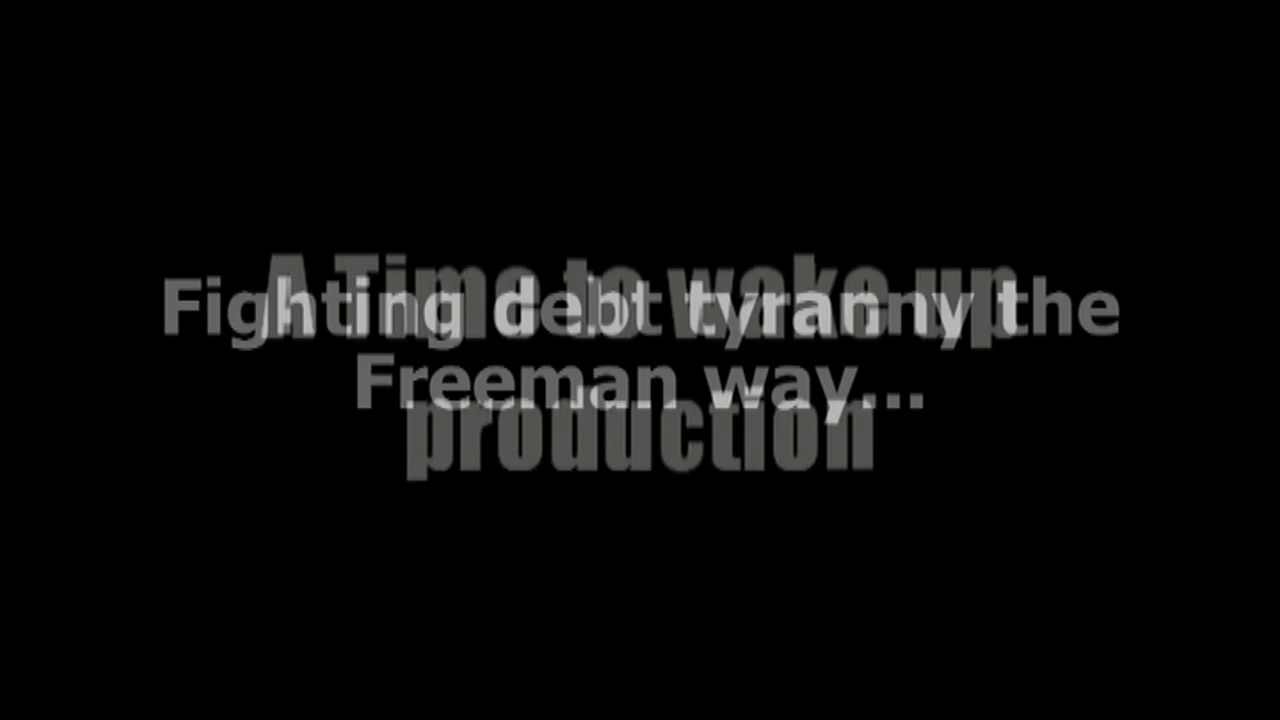 A Time to wake up
production
Fighting debt tyranny the
Freeman way...